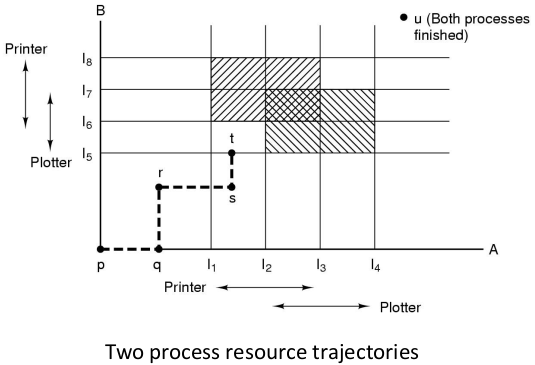 B
u (Both processes
finished)
Printer
I8
I7
I6
Plotter
I5
t
r
s
A
p
q
I1
I2
I3
I4
Printer
Plotter
Two process resource trajectories